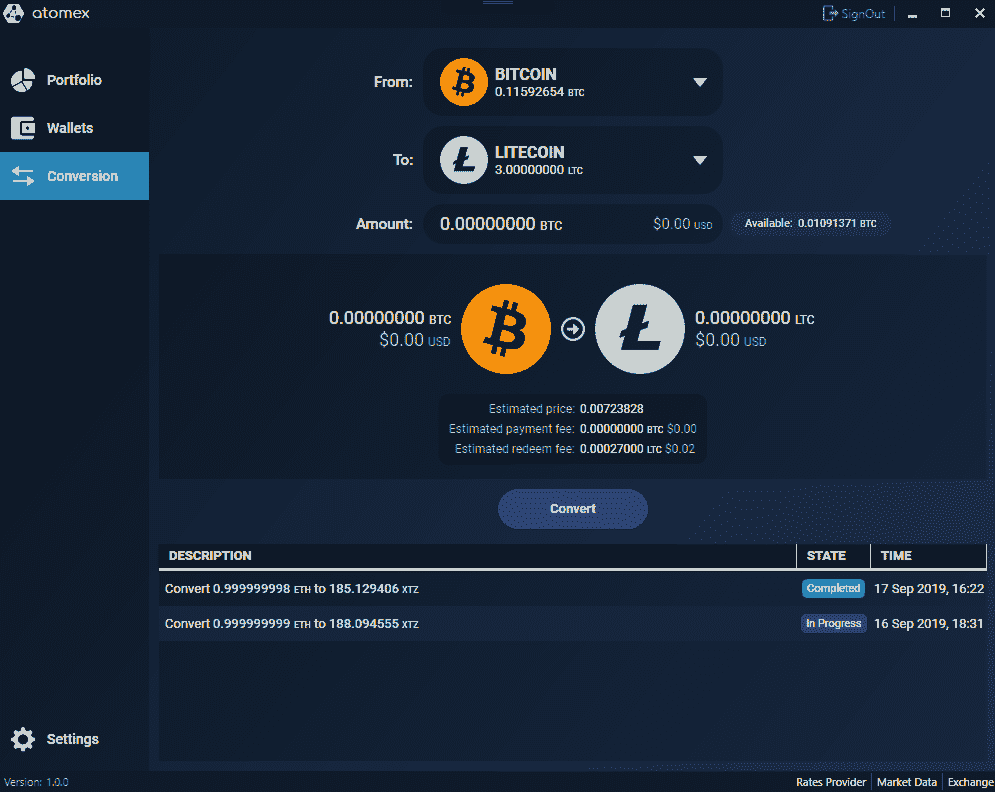 atomex
SignOut
Portfolio
Wallets
Conversion
From:
BITCOIN
0.11592654 BTC
To:
LITECOIN
3.00000000 LTC
Amount:
0.00000000 BTC $0.00 USD
Available: 0.01091371 BTC
0.00000000 BTC
$0.00 USD
0.00000000 LTC
$0.00 USD
Estimated price: 0.00723828
Estimated payment fee: 0.00000000 BTC $0.00
Estimated redeem fee: 0.00027000 LTC $0.02
Convert
DESCRIPTION STATE TIME
Convert 0.999999998 ETH to 185.129406 XTZ Completed 17 Sep 2019, 16:22
Convert 0.999999999 ETH to 188.094555 XTZ In Progress 16 Sep 2019, 18:31
Settings
Version: 1.0.0
Rates Provider Market Data Exchange